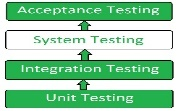 Acceptance Testing
System Testing
Integration Testing
Unit Testing